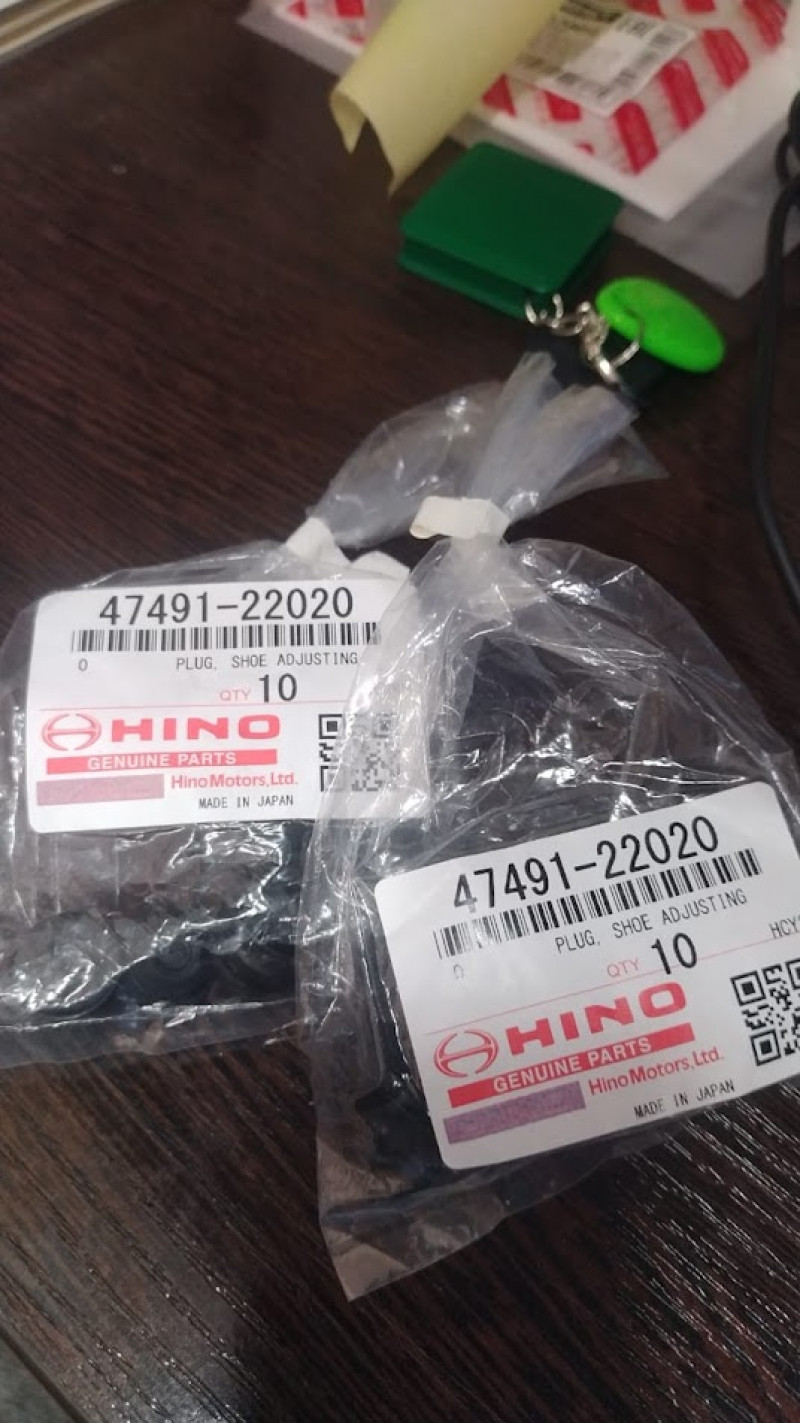 47491-22020
0 PLUG, SHOE ADJUSTING
QTY 10
HINO
GENUINE PARTS
HinoMotors,Ltd.
MADE IN JAPAN
47491-22020
0 PLUG, SHOE ADJUSTING
QTY 10 HCY
HINO
GENUINE PARTS
HinoMotors,Ltd.
MADE IN JAPAN